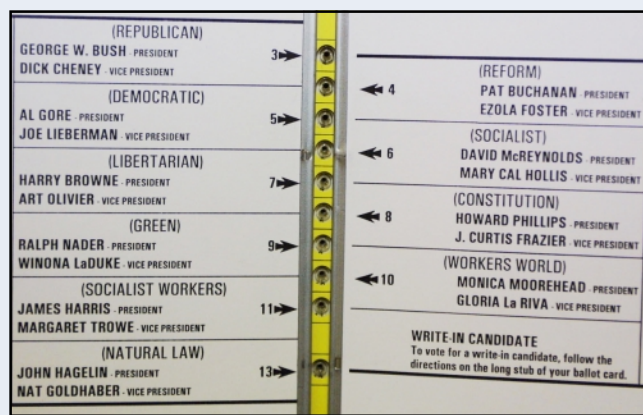 (REPUBLICAN)
GEORGE W. BUSH - PRESIDENT
DICK CHENEY - VICE PRESIDENT
3
(DEMOCRATIC)
AL GORE - PRESIDENT
JOE LIEBERMAN - VICE PRESIDENT
5
(LIBERTARIAN)
HARRY BROWNE - PRESIDENT
ART OLIVIER - VICE PRESIDENT
7
(GREEN)
RALPH NADER - PRESIDENT
WINONA LaDUKE - VICE PRESIDENT
9
(SOCIALIST WORKERS)
JAMES HARRIS - PRESIDENT
MARGARET TROWE - VICE PRESIDENT
11
(NATURAL LAW)
JOHN HAGELIN - PRESIDENT
NAT GOLDHABER - VICE PRESIDENT
13
(REFORM)
4
PAT BUCHANAN - PRESIDENT
EZOLA FOSTER - VICE PRESIDENT
(SOCIALIST)
6
DAVID McREYNOLDS - PRESIDENT
MARY CAL HOLLIS - VICE PRESIDENT
(CONSTITUTION)
8
HOWARD PHILLIPS - PRESIDENT
J. CURTIS FRAZIER - VICE PRESIDENT
(WORKERS WORLD)
10
MONICA MOOREHEAD - PRESIDENT
GLORIA La RIVA - VICE PRESIDENT
WRITE-IN CANDIDATE
To vote for a write-in candidate, follow the
directions on the long stub of your ballot card.